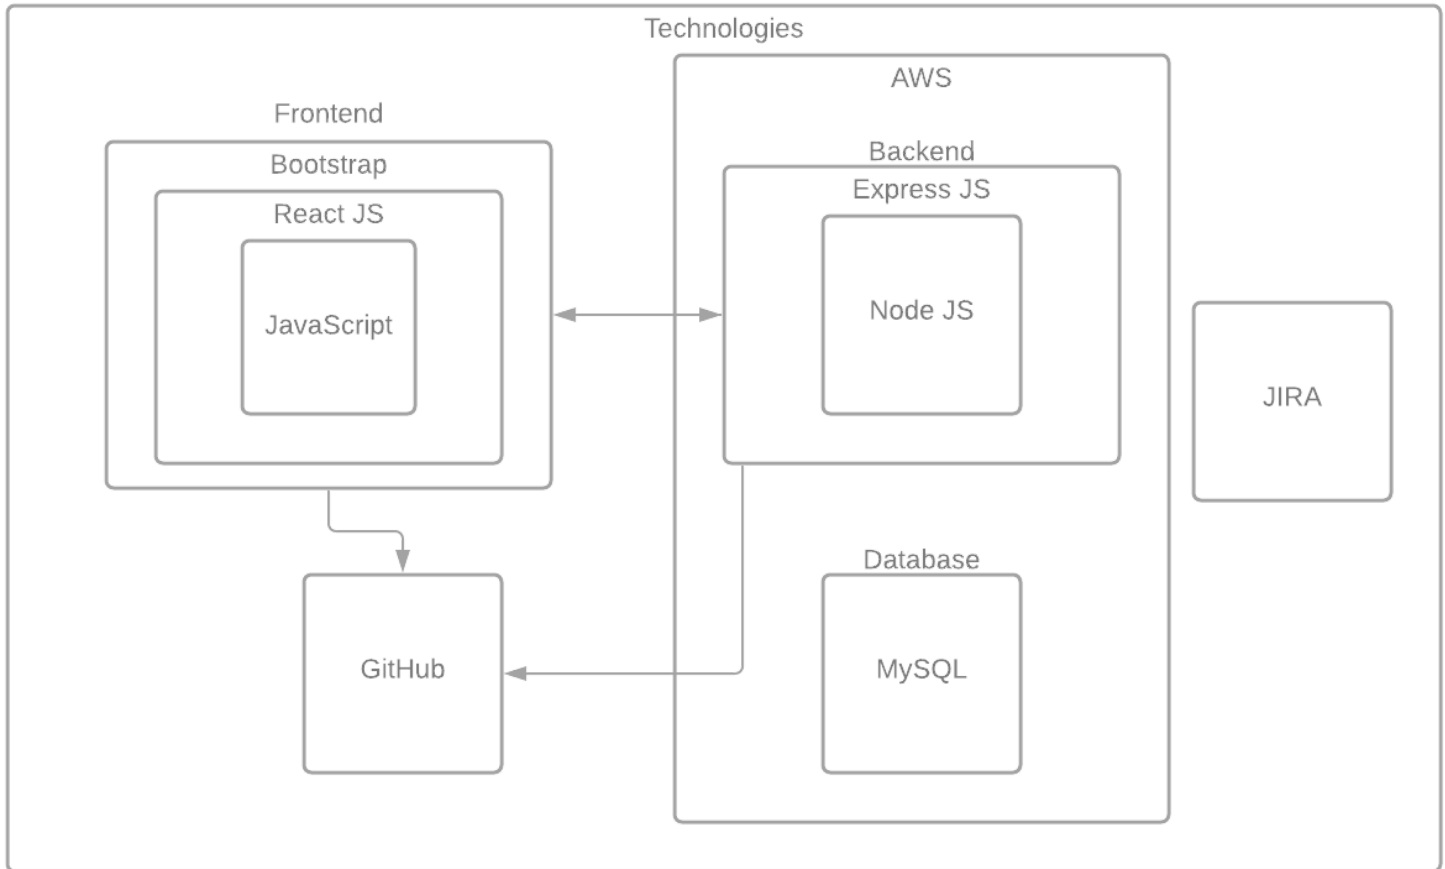 Technologies
AWS
Frontend
Backend
Bootstrap
Express JS
React JS
Node JS
JavaScript
JIRA
Database
GitHub
MySQL